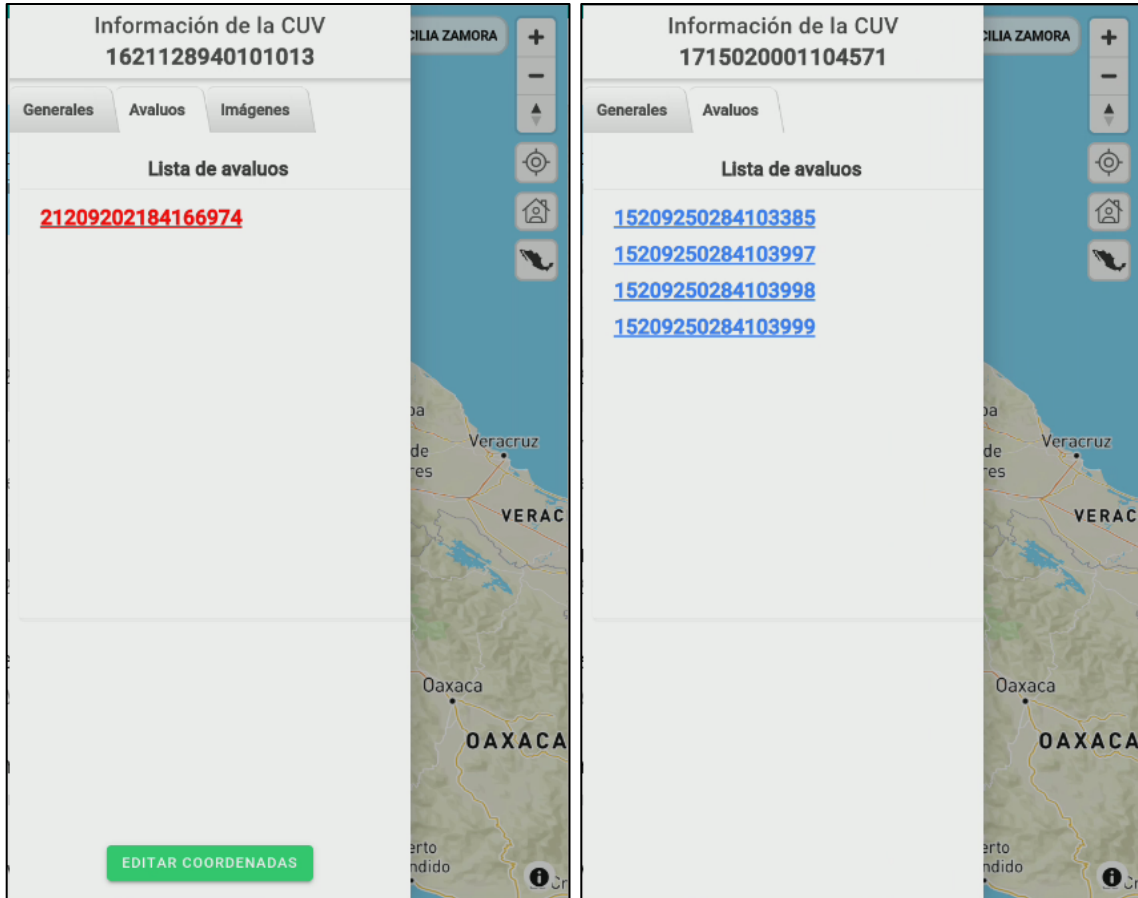 Información de la CUV
1621128940101013
Generales
Avaluos
Imágenes
Lista de avaluos
21209202184166974
EDITAR COORDENADAS
CILIA ZAMORA
+
−
de
res
Veracruz
VERAC
Oaxaca
OAXACA
erto
ndido
Cr
Información de la CUV
1715020001104571
Generales
Avaluos
Lista de avaluos
15209250284103385
15209250284103997
15209250284103998
15209250284103999
CILIA ZAMORA
+
−
de
res
Veracruz
VERAC
Oaxaca
OAXACA
erto
ndido
Cr